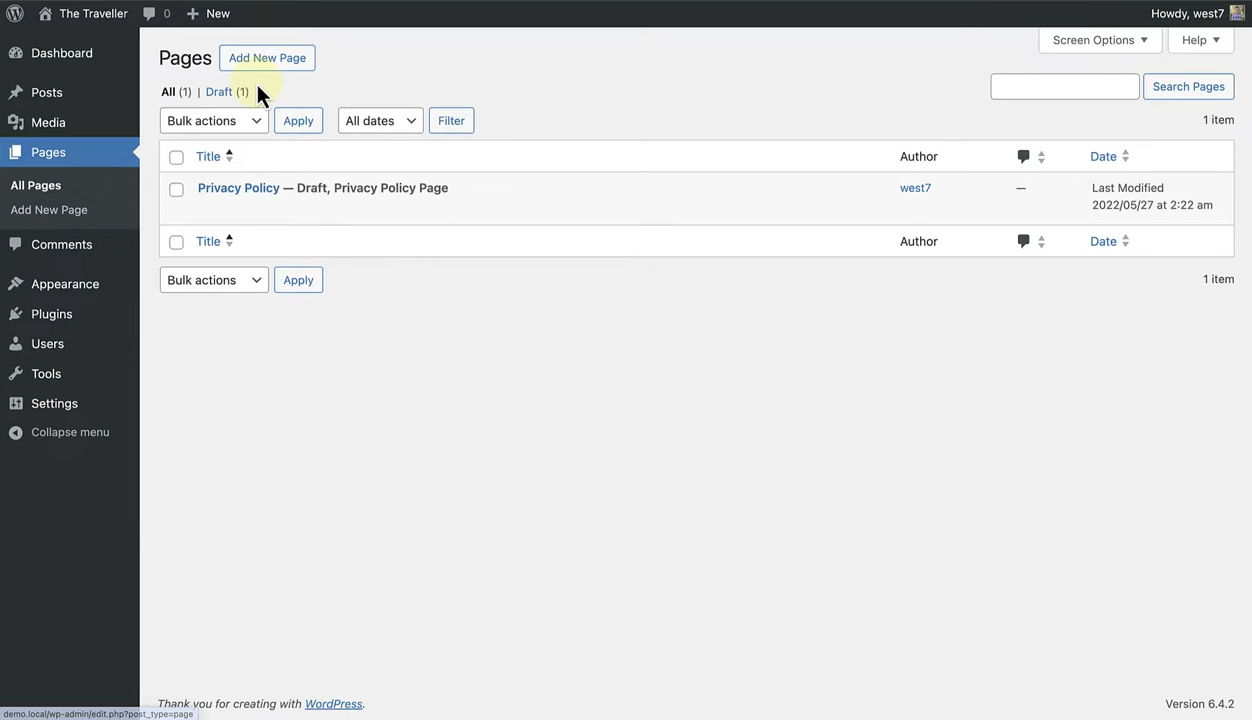 The Traveller 0 New Howdy, west7
Screen Options Help
Dashboard
Posts
Media
Pages
All Pages
Add New Page
Comments
Appearance
Plugins
Users
Tools
Settings
Collapse menu
Pages Add New Page
All (1) | Draft (1)
Search Pages
Bulk actions Apply All dates Filter 1 item
Title Author Date
Privacy Policy — Draft, Privacy Policy Page west7 — Last Modified
2022/05/27 at 2:22 am
Title Author Date
Bulk actions Apply 1 item
Thank you for creating with WordPress. Version 6.4.2
demo.local/wp-admin/edit.php?post_type=page